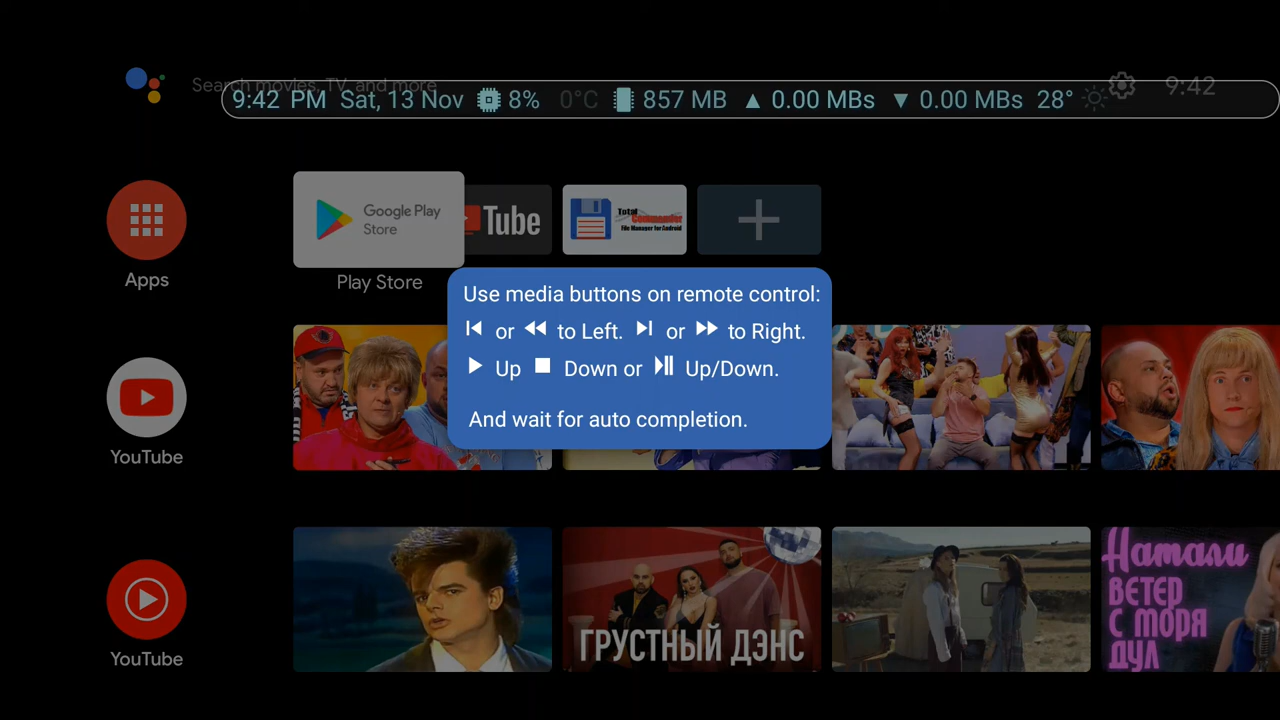 Search movies, TV, and more
9:42
9:42 PM Sat, 13 Nov 8% 0°C 857 MB ▲ 0.00 MBs ▼ 0.00 MBs 28°
Google Play
Store
Tube
Total
Commander
File Manager for Android
+
Apps
Play Store
Use media buttons on remote control:
or to Left. or to Right.
Up Down or Up/Down.
And wait for auto completion.
YouTube
ГРУСТНЫЙ ДЭНС
Натали
ВЕТЕР
С МОРЯ
ДУЛ
YouTube